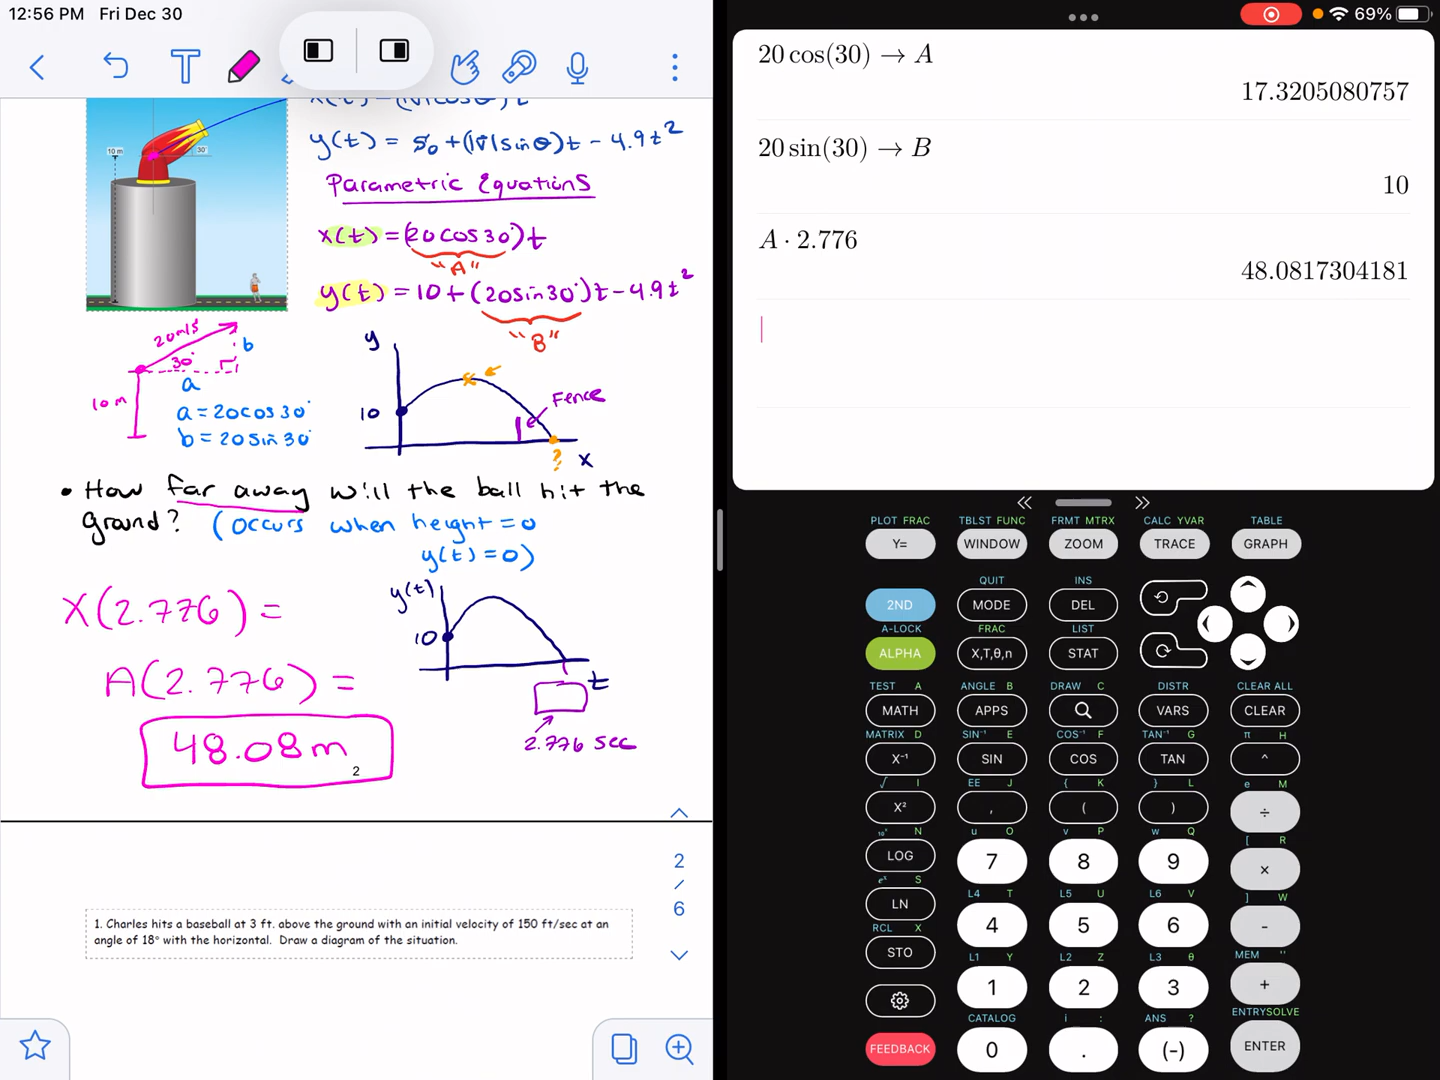 12:56 PM Fri Dec 30
69%
T
10 m
30°
x(t) = (|v|cosθ)t
y(t) = s₀ + (|v|sinθ)t - 4.9t²
Parametric Equations
x(t) = (20cos30°)t
"A"
y(t) = 10 + (20sin30°)t - 4.9t²
"B"
20m/s
30°
b
a
10m
a = 20cos30°
b = 20sin30°
y
10
Fence
?
x
• How far away will the ball hit the
ground? (occurs when height = 0
y(t) = 0)
X(2.776) =
A(2.776) =
48.08m
2
y(t)
10
t
2.776 sec
2
/
6
1. Charles hits a baseball at 3 ft. above the ground with an initial velocity of 150 ft/sec at an
angle of 18° with the horizontal. Draw a diagram of the situation.
20 cos(30) → A
17.3205080757
20 sin(30) → B
10
A · 2.776
48.0817304181
PLOT FRAC TBLST FUNC FRMT MTRX CALC YVAR TABLE
Y= WINDOW ZOOM TRACE GRAPH
QUIT INS
2ND MODE DEL
A-LOCK FRAC LIST
ALPHA X,T,θ,n STAT
TEST A ANGLE B DRAW C DISTR CLEAR ALL
MATH APPS VARS CLEAR
MATRIX D SIN⁻¹ E COS⁻¹ F TAN⁻¹ G π H
X⁻¹ SIN COS TAN ^
√ I EE J { K } L e M
X² , ( ) ÷
10ˣ N u O v P w Q [ R
LOG 7 8 9 ×
eˣ S L4 T L5 U L6 V ] W
LN 4 5 6 -
RCL X L1 Y L2 Z L3 θ MEM "
STO 1 2 3 +
CATALOG i : ANS ? ENTRY SOLVE
FEEDBACK 0 . (-) ENTER